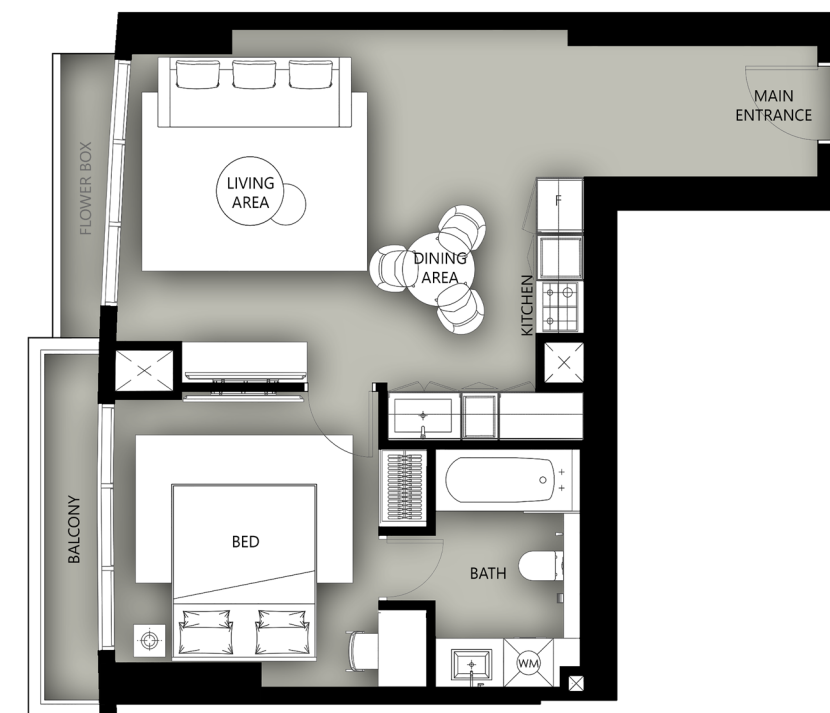 MAIN
ENTRANCE
FLOWER BOX
LIVING
AREA
F
DINING
AREA
KITCHEN
BALCONY
BED
BATH
WM